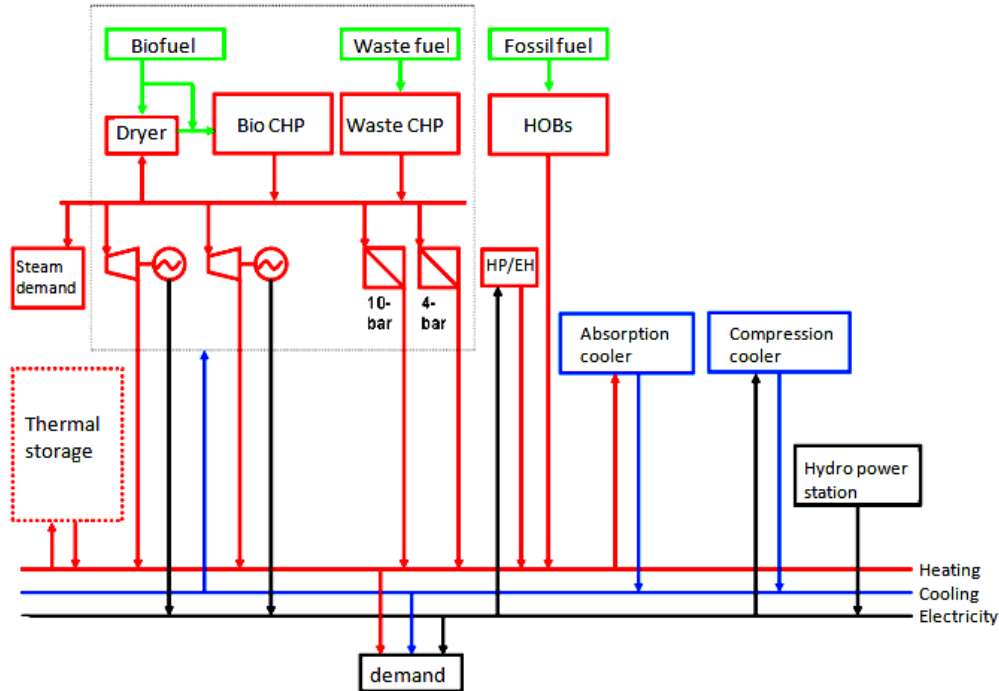 Biofuel
Waste fuel
Fossil fuel
Dryer
Bio CHP
Waste CHP
HOBs
Steam
demand
10-
bar
4-
bar
HP/EH
Absorption
cooler
Compression
cooler
Thermal
storage
Hydro power
station
Heating
Cooling
Electricity
demand